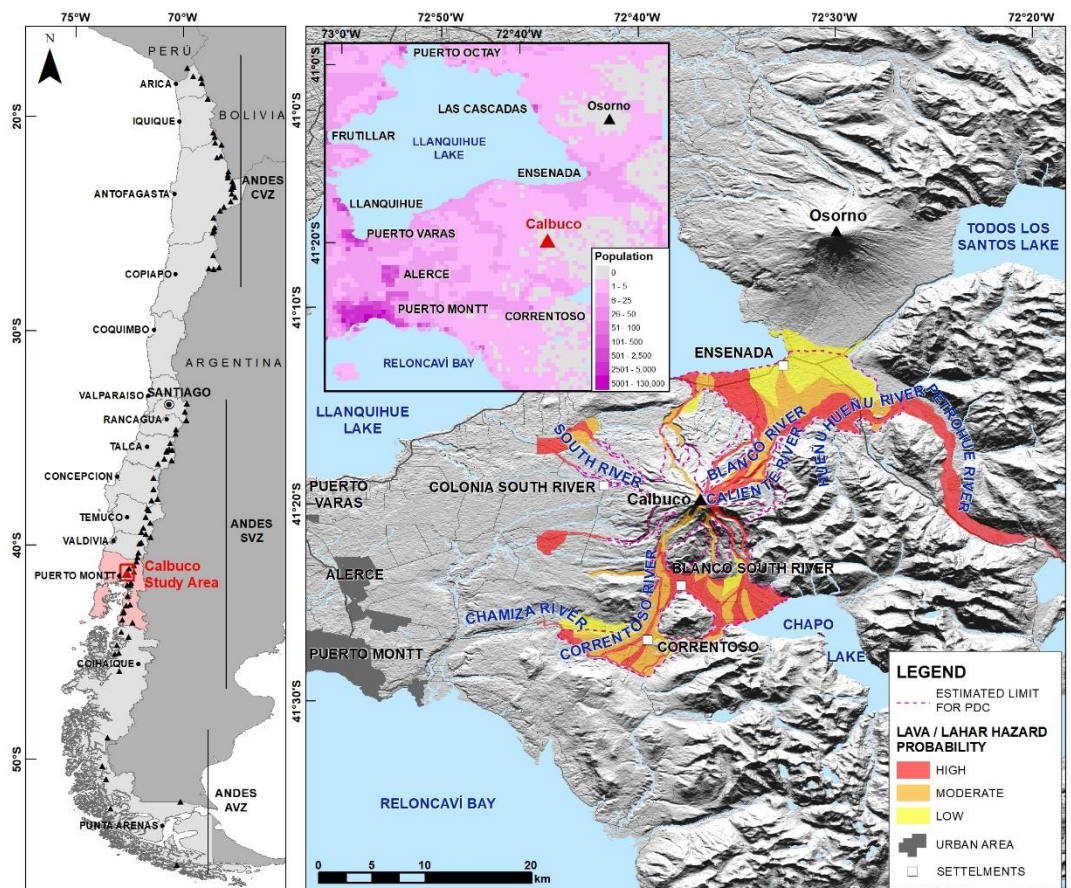 75°W
70°W
N
PERÚ
ARICA
20°S
BOLIVIA
IQUIQUE
ANTOFAGASTA
ANDES
CVZ
COPIAPO
30°S
COQUIMBO
ARGENTINA
VALPARAISO
SANTIAGO
RANCAGUA
TALCA
CONCEPCION
ANDES
SVZ
TEMUCO
VALDIVIA
40°S
PUERTO MONTT
Calbuco
Study Area
COIHAIQUE
50°S
ANDES
AVZ
PUNTA ARENAS
72°50'W
72°40'W
72°30'W
72°20'W
73°0'W
72°40'W
41°0'S
41°20'S
PUERTO OCTAY
LAS CASCADAS
Osorno
FRUTILLAR
LLANQUIHUE
LAKE
ENSENADA
LLANQUIHUE
PUERTO VARAS
Calbuco
ALERCE
PUERTO MONTT
CORRENTOSO
RELONCAVÍ BAY
Population
0
1 - 5
6 - 25
26 - 50
51 - 100
101 - 500
501 - 2,500
2501 - 5,000
5001 - 130,000
41°0'S
41°10'S
41°20'S
41°30'S
Osorno
TODOS LOS
SANTOS LAKE
ENSENADA
LLANQUIHUE
LAKE
SOUTH RIVER
BLANCO RIVER
CALIENTE RIVER
HUEÑU HUEÑU RIVER
PETROHUE RIVER
COLONIA SOUTH RIVER
Calbuco
PUERTO
VARAS
ALERCE
BLANCO SOUTH RIVER
CHAMIZA RIVER
CORRENTOSO RIVER
CORRENTOSO
CHAPO
LAKE
PUERTO MONTT
RELONCAVÍ BAY
LEGEND
ESTIMATED LIMIT
FOR PDC
LAVA / LAHAR HAZARD
PROBABILITY
HIGH
MODERATE
LOW
URBAN AREA
SETTELMENTS
0 5 10 20
km